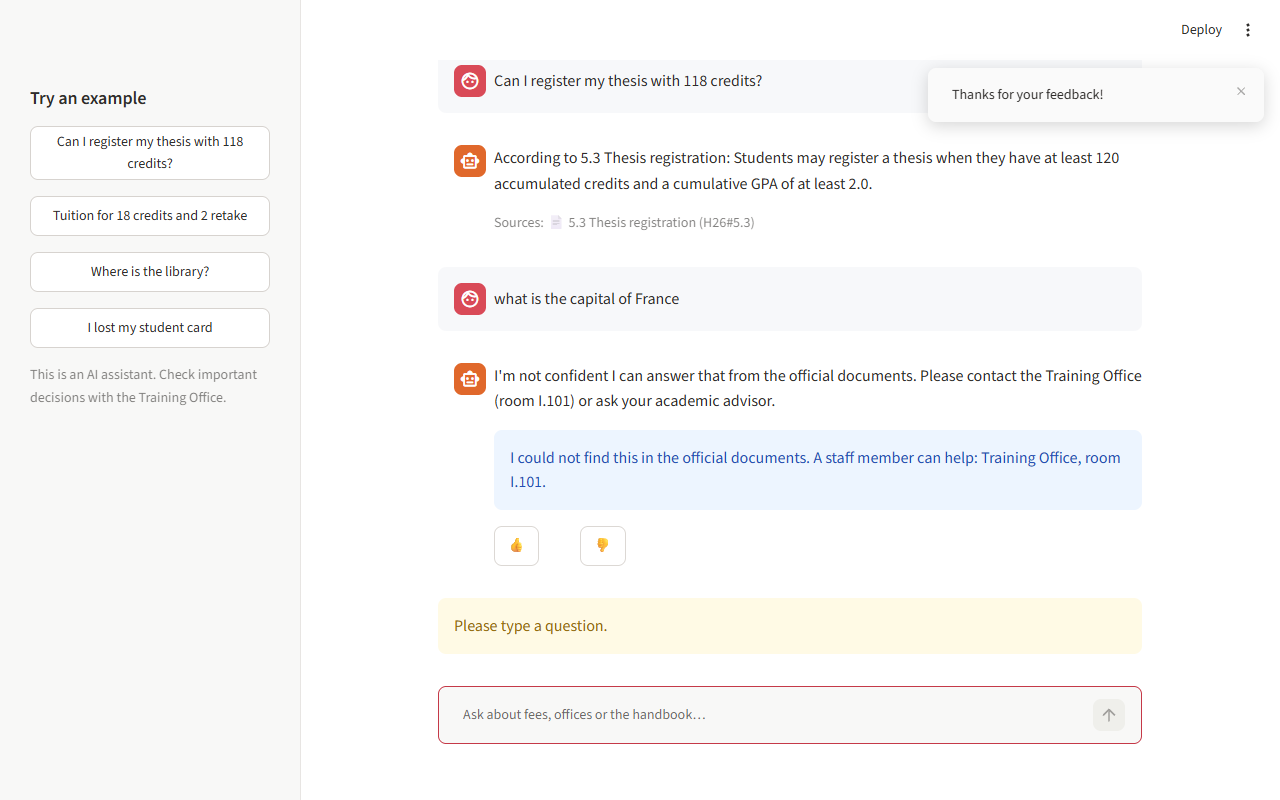 Deploy
Try an example
Can I register my thesis with 118
credits?
Tuition for 18 credits and 2 retake
Where is the library?
I lost my student card
This is an AI assistant. Check important
decisions with the Training Office.
Can I register my thesis with 118 credits?
Thanks for your feedback!
According to 5.3 Thesis registration: Students may register a thesis when they have at least 120
accumulated credits and a cumulative GPA of at least 2.0.
Sources: 📄 5.3 Thesis registration (H26#5.3)
what is the capital of France
I'm not confident I can answer that from the official documents. Please contact the Training Office
(room I.101) or ask your academic advisor.
I could not find this in the official documents. A staff member can help: Training Office, room
I.101.
👍 👎
Please type a question.
Ask about fees, offices or the handbook…